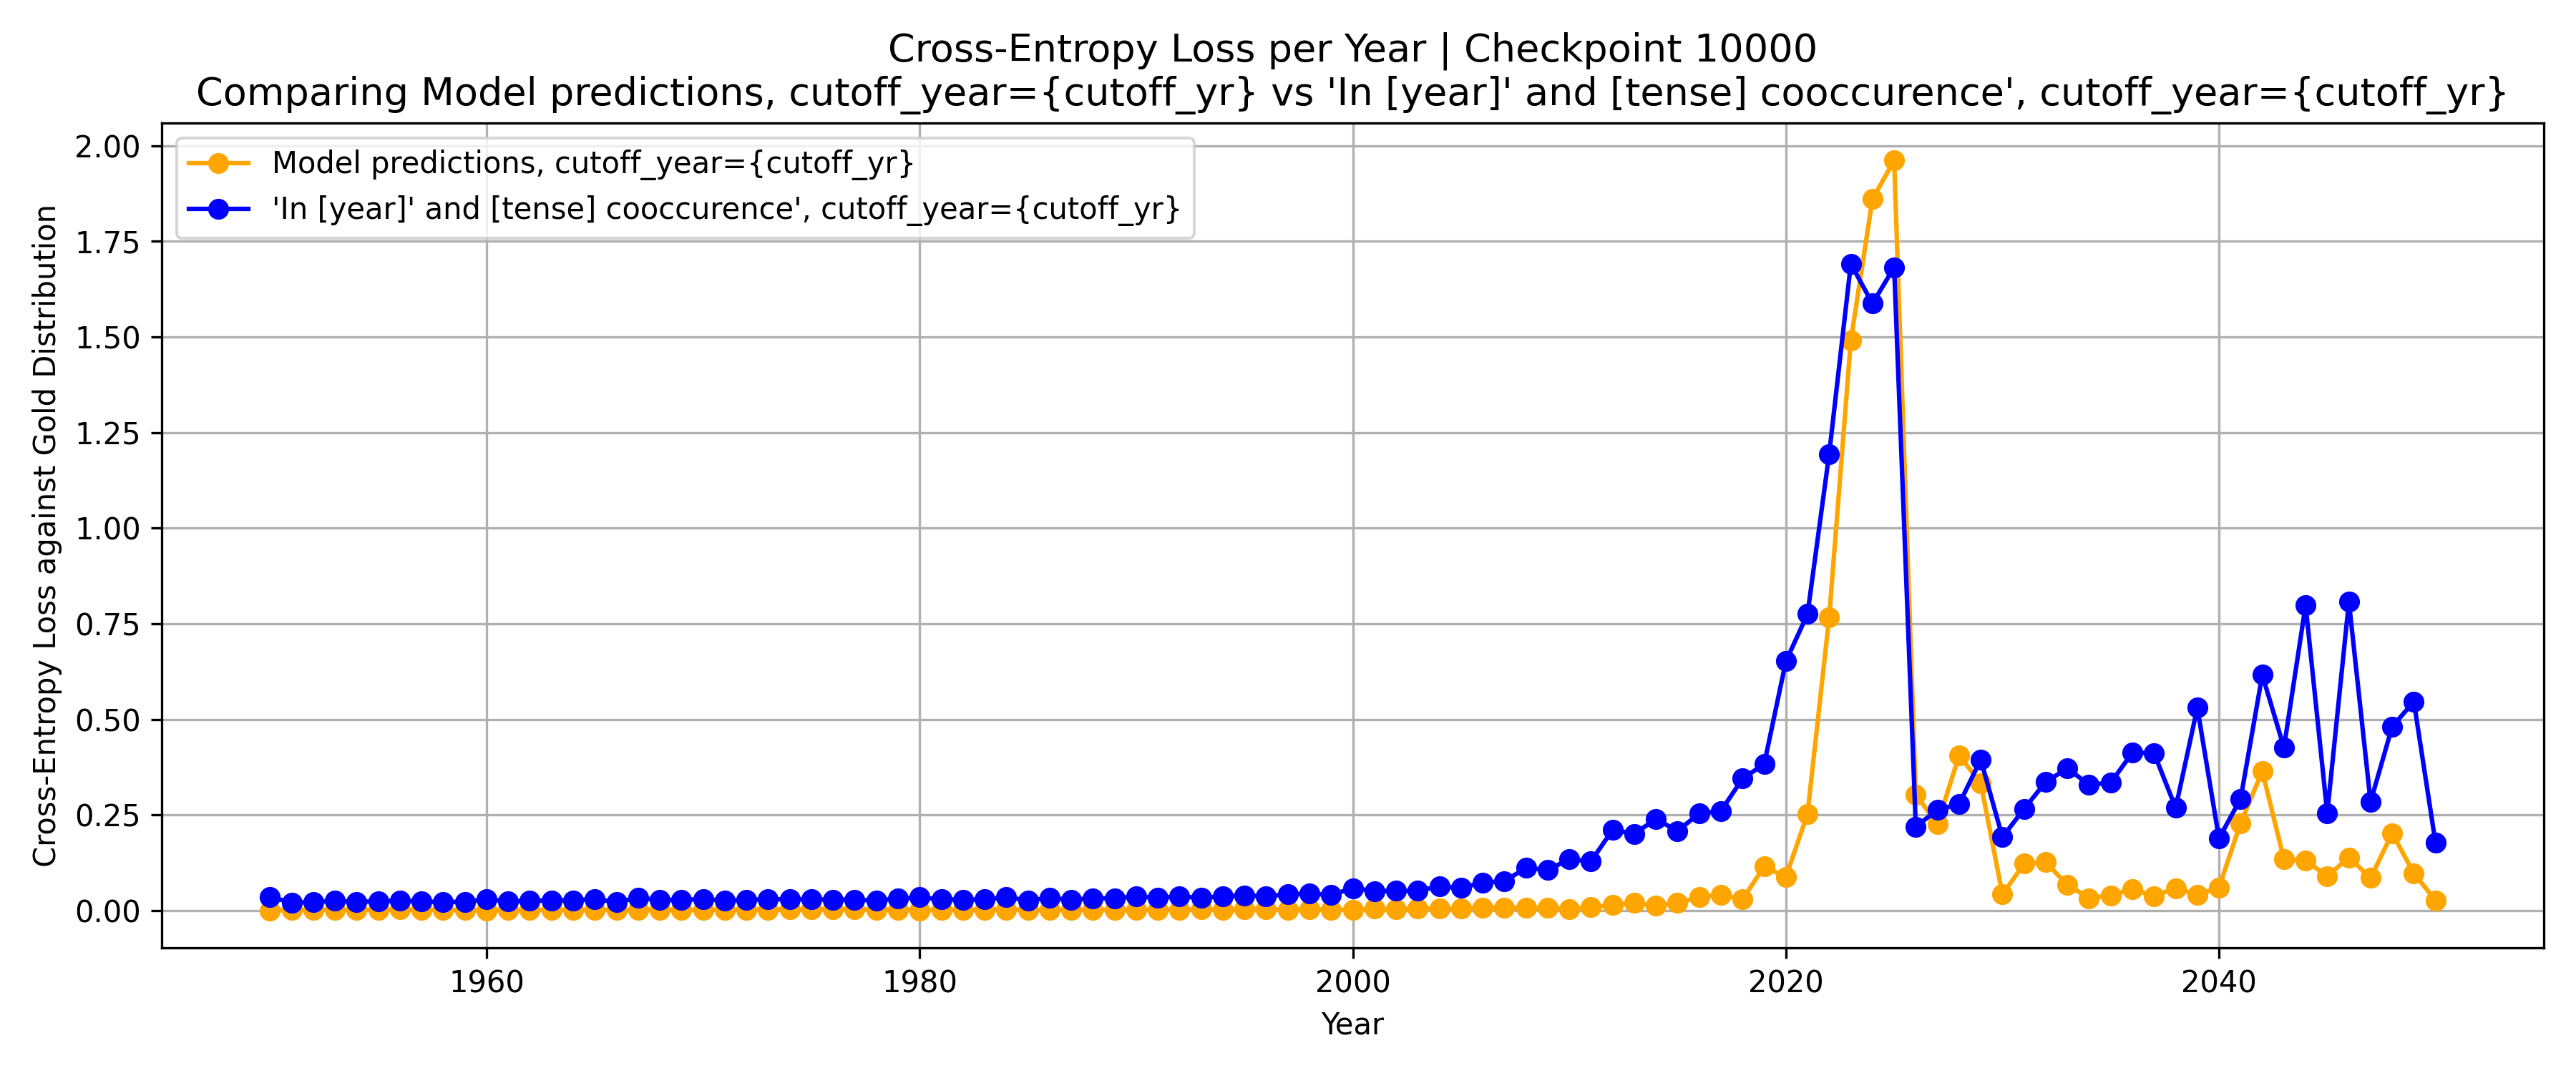 Cross-Entropy Loss per Year | Checkpoint 10000
Comparing Model predictions, cutoff_year={cutoff_yr} vs 'In [year]' and [tense] cooccurence', cutoff_year={cutoff_yr}
Model predictions, cutoff_year={cutoff_yr}
'In [year]' and [tense] cooccurence', cutoff_year={cutoff_yr}
Cross-Entropy Loss against Gold Distribution
2.00
1.75
1.50
1.25
1.00
0.75
0.50
0.25
0.00
1960
1980
2000
2020
2040
Year